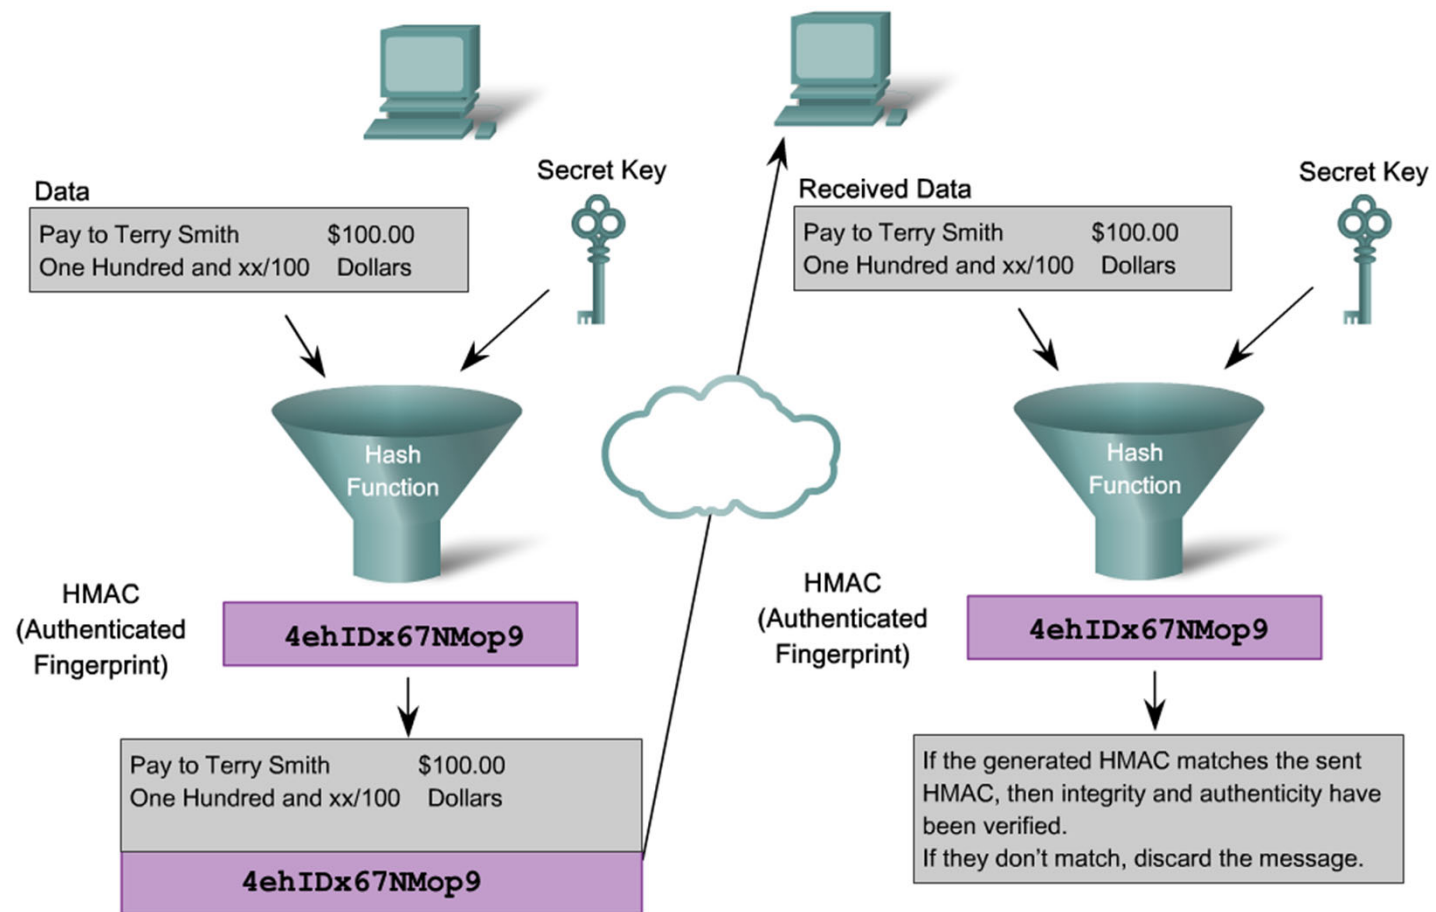 Data
Secret Key
Pay to Terry Smith $100.00
One Hundred and xx/100 Dollars
Hash
Function
HMAC
(Authenticated
Fingerprint)
4ehIDx67NMop9
Pay to Terry Smith $100.00
One Hundred and xx/100 Dollars
4ehIDx67NMop9
Received Data
Secret Key
Pay to Terry Smith $100.00
One Hundred and xx/100 Dollars
Hash
Function
HMAC
(Authenticated
Fingerprint)
4ehIDx67NMop9
If the generated HMAC matches the sent
HMAC, then integrity and authenticity have
been verified.
If they don't match, discard the message.